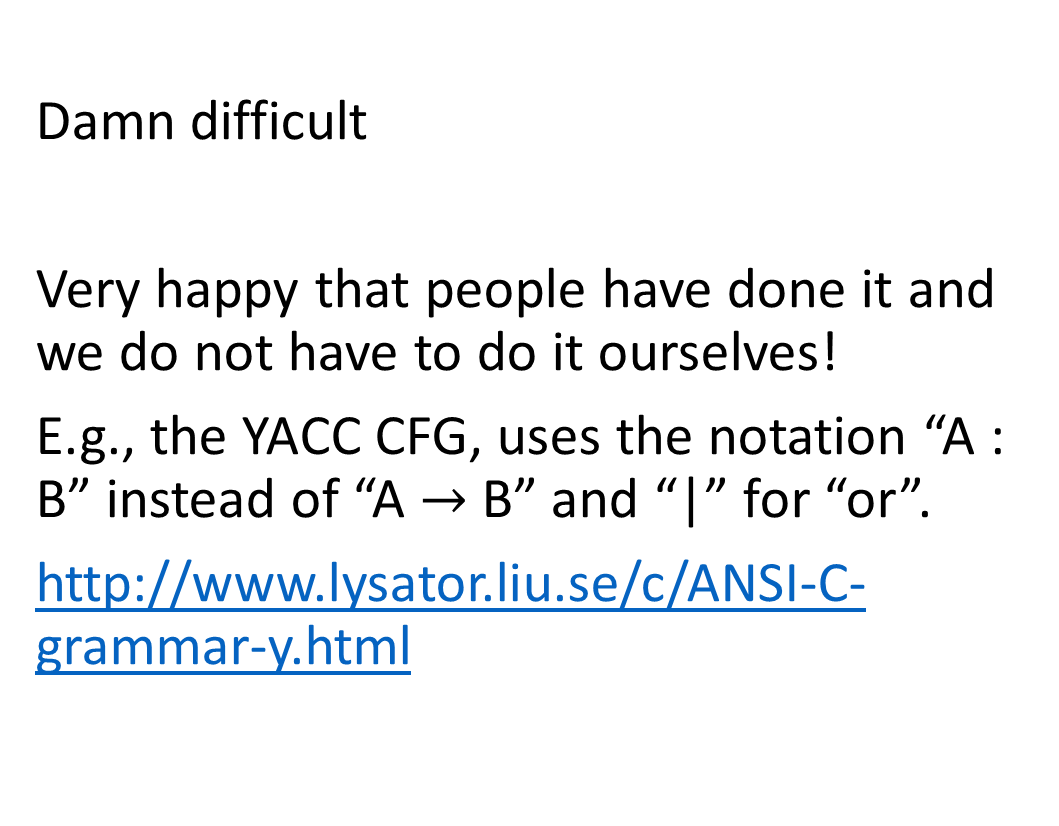 Damn difficult
Very happy that people have done it and
we do not have to do it ourselves!
E.g., the YACC CFG, uses the notation “A :
B” instead of “A → B” and “|” for “or”.
http://www.lysator.liu.se/c/ANSI-C-
grammar-y.html